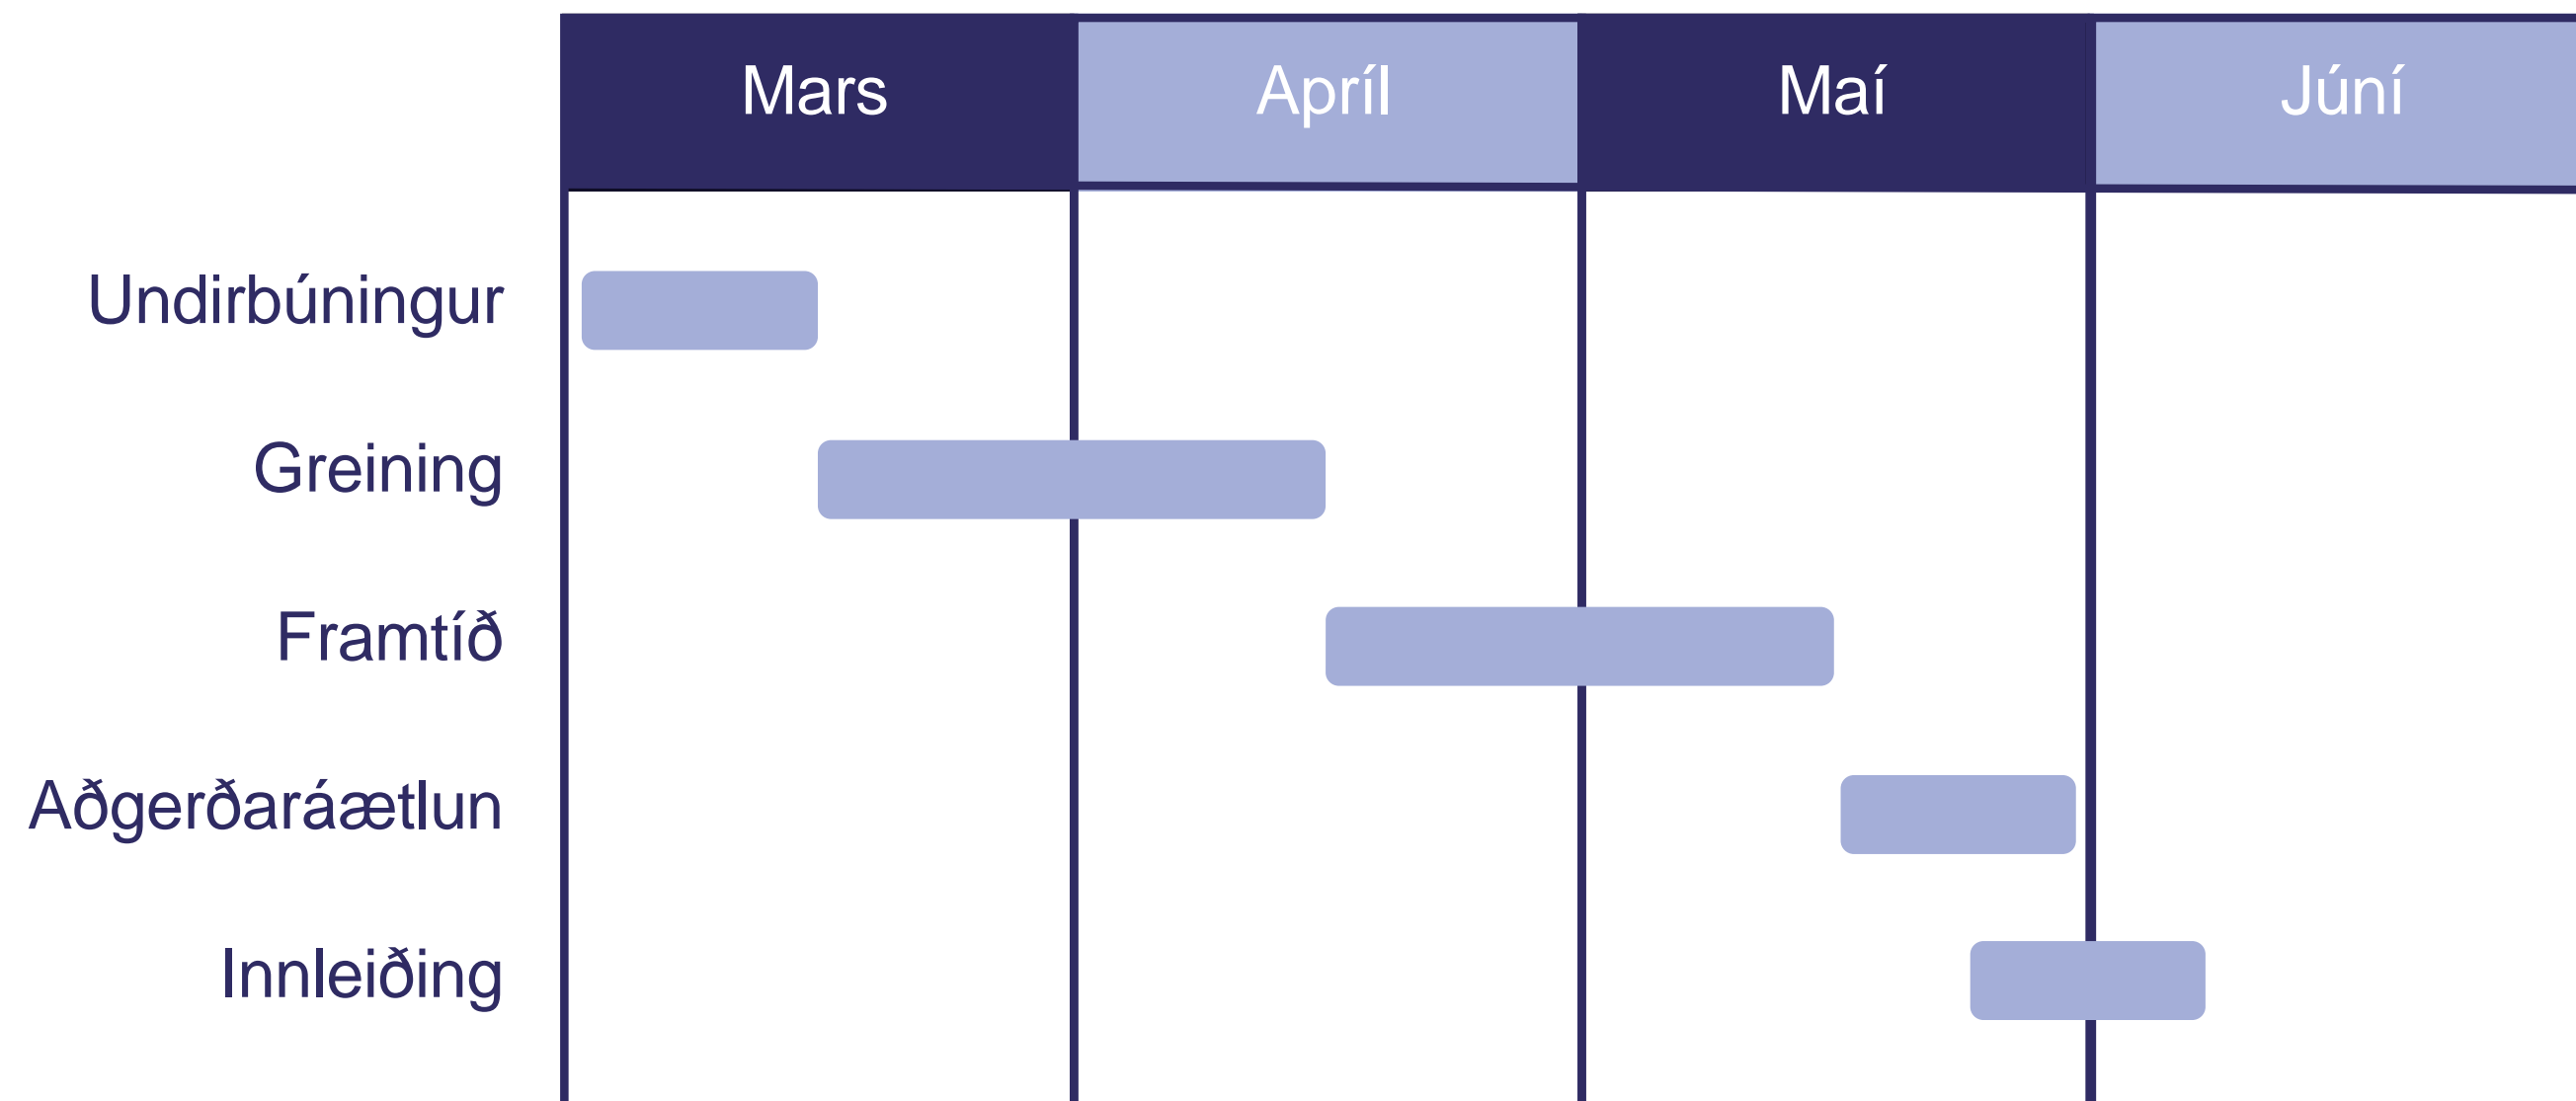 Mars Apríl Maí Júní
Undirbúningur
Greining
Framtíð
Aðgerðaráætlun
Innleiðing